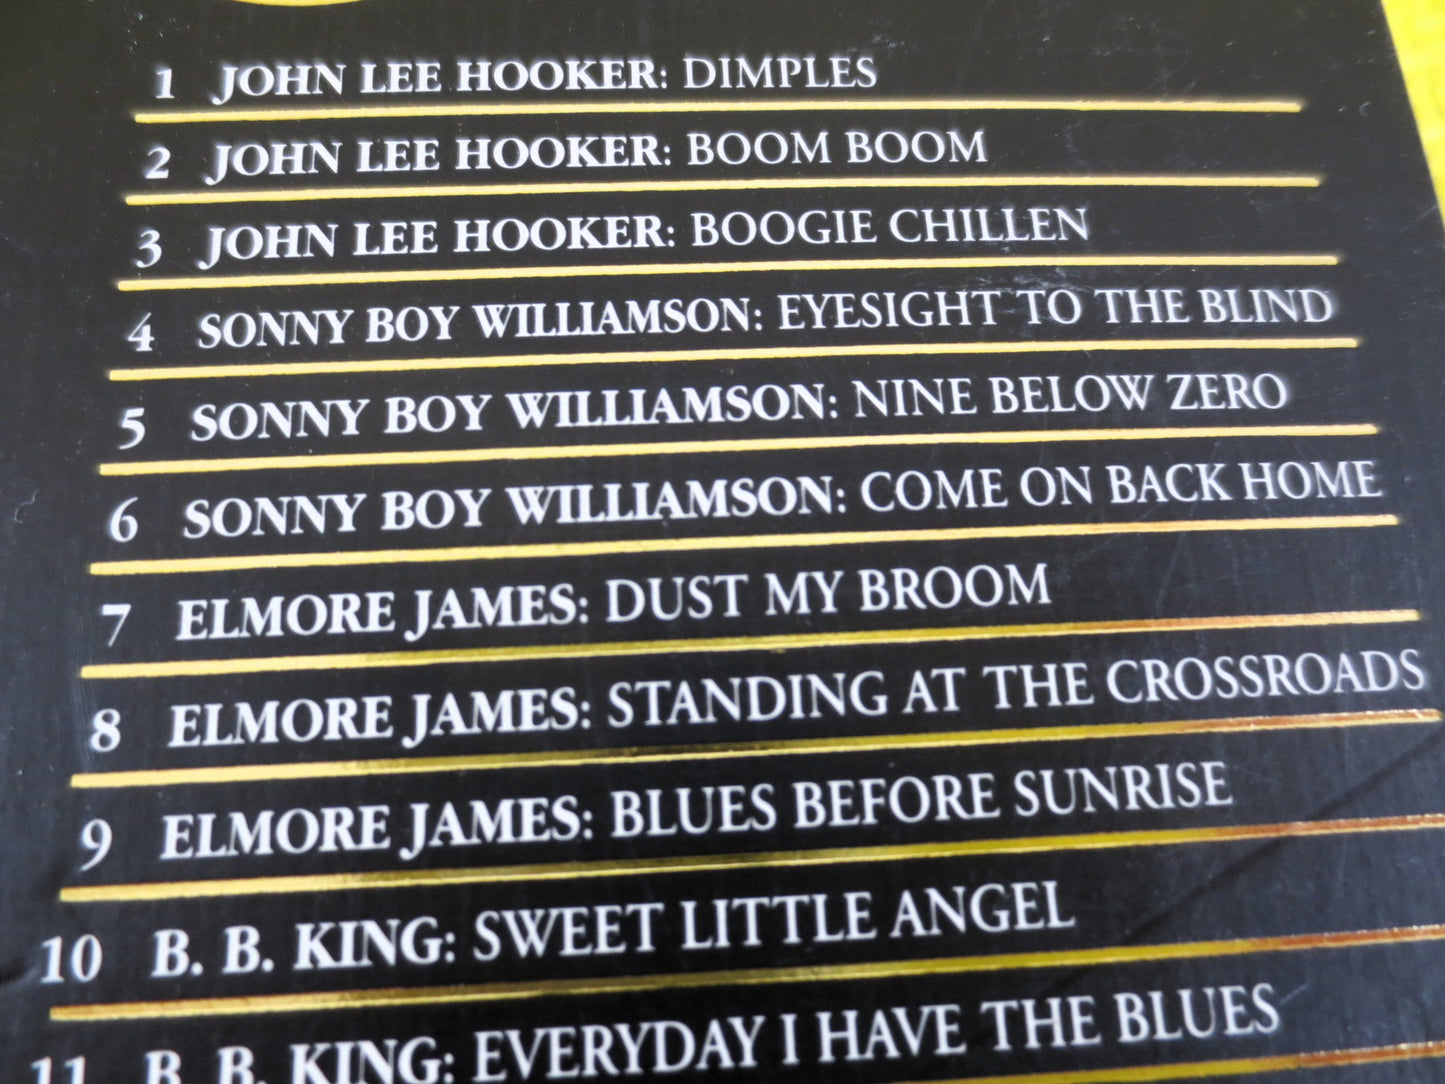 1 JOHN LEE HOOKER: DIMPLES
2 JOHN LEE HOOKER: BOOM BOOM
3 JOHN LEE HOOKER: BOOGIE CHILLEN
4 SONNY BOY WILLIAMSON: EYESIGHT TO THE BLIND
5 SONNY BOY WILLIAMSON: NINE BELOW ZERO
6 SONNY BOY WILLIAMSON: COME ON BACK HOME
7 ELMORE JAMES: DUST MY BROOM
8 ELMORE JAMES: STANDING AT THE CROSSROADS
9 ELMORE JAMES: BLUES BEFORE SUNRISE
10 B. B. KING: SWEET LITTLE ANGEL
11 B. B. KING: EVERYDAY I HAVE THE BLUES